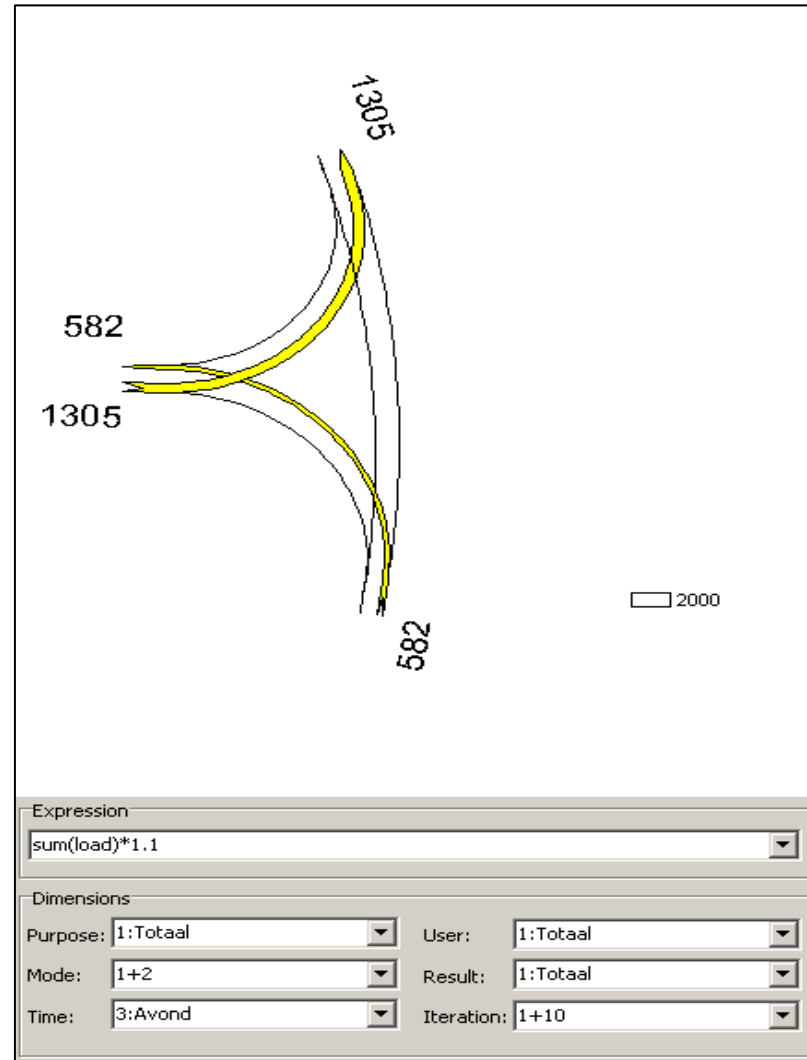 1305
582
1305
2000
582
Expression
sum(load)*1.1
Dimensions
Purpose: 1:Totaal User: 1:Totaal
Mode: 1+2 Result: 1:Totaal
Time: 3:Avond Iteration: 1+10